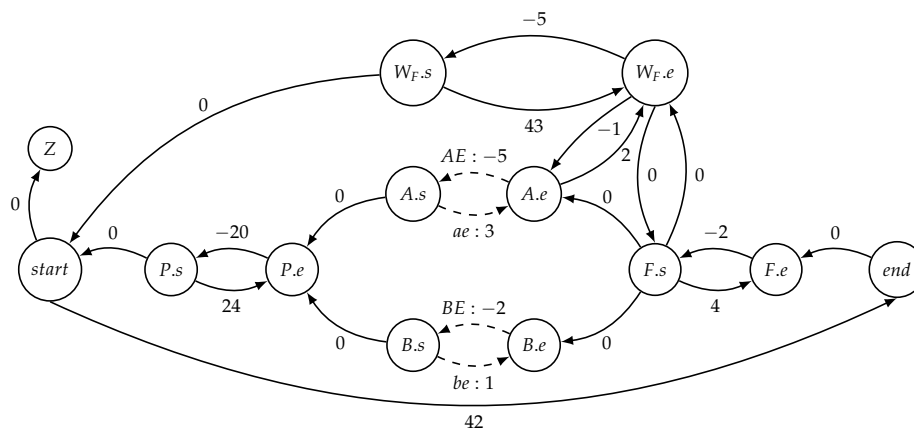 −5
W_F.s
W_F.e
0
43
−1
2
Z
AE : −5
0
0
0
A.s
A.e
0
0
ae : 3
0
−20
−2
0
start
P.s
P.e
F.s
F.e
end
24
4
BE : −2
0
B.s
B.e
0
be : 1
42